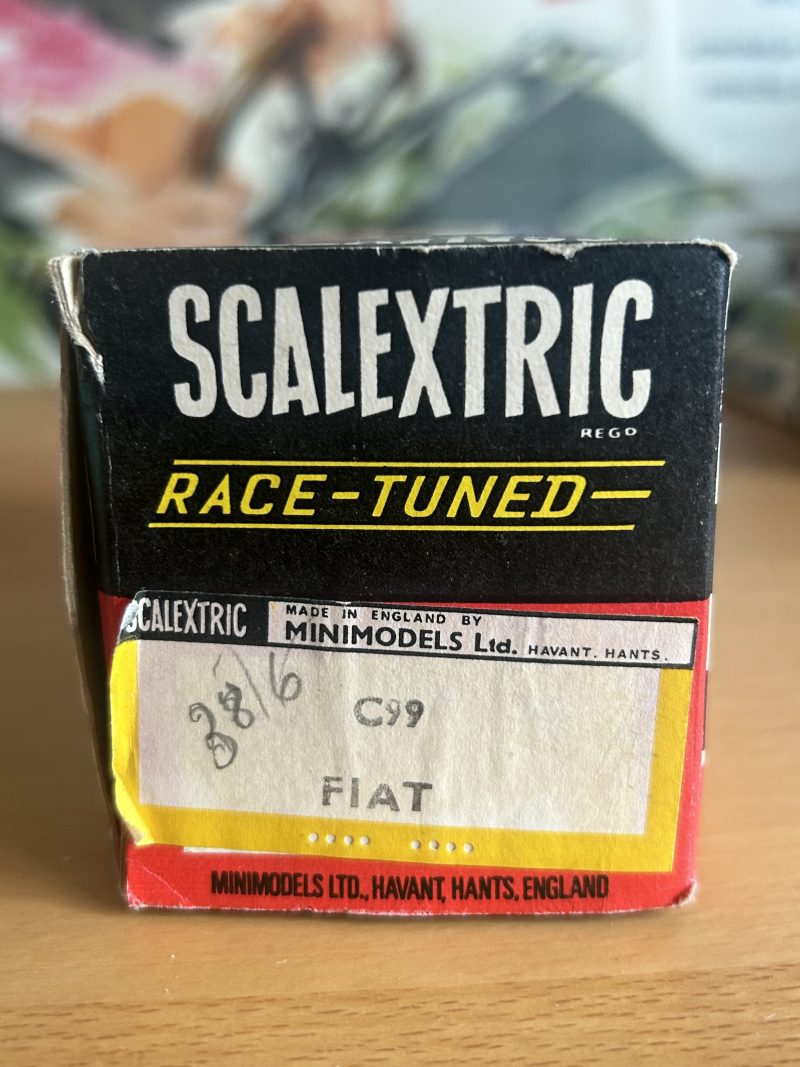 SCALEXTRIC
REGD
RACE-TUNED
SCALEXTRIC
MADE IN ENGLAND BY
MINIMODELS Ltd. HAVANT. HANTS.
38/6
C99
FIAT
MINIMODELS LTD., HAVANT, HANTS, ENGLAND